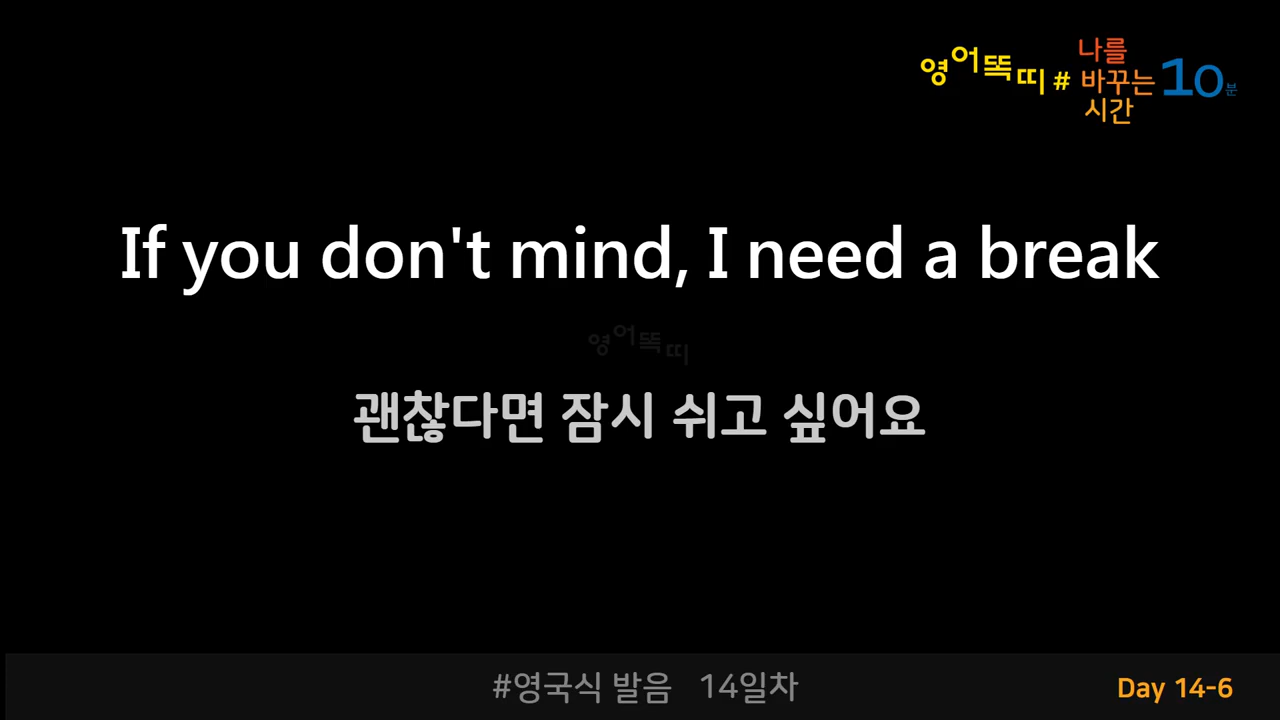 영어똑띠 # 나를 바꾸는 시간 10분
If you don't mind, I need a break
영어똑띠
괜찮다면 잠시 쉬고 싶어요
#영국식 발음 14일차
Day 14-6